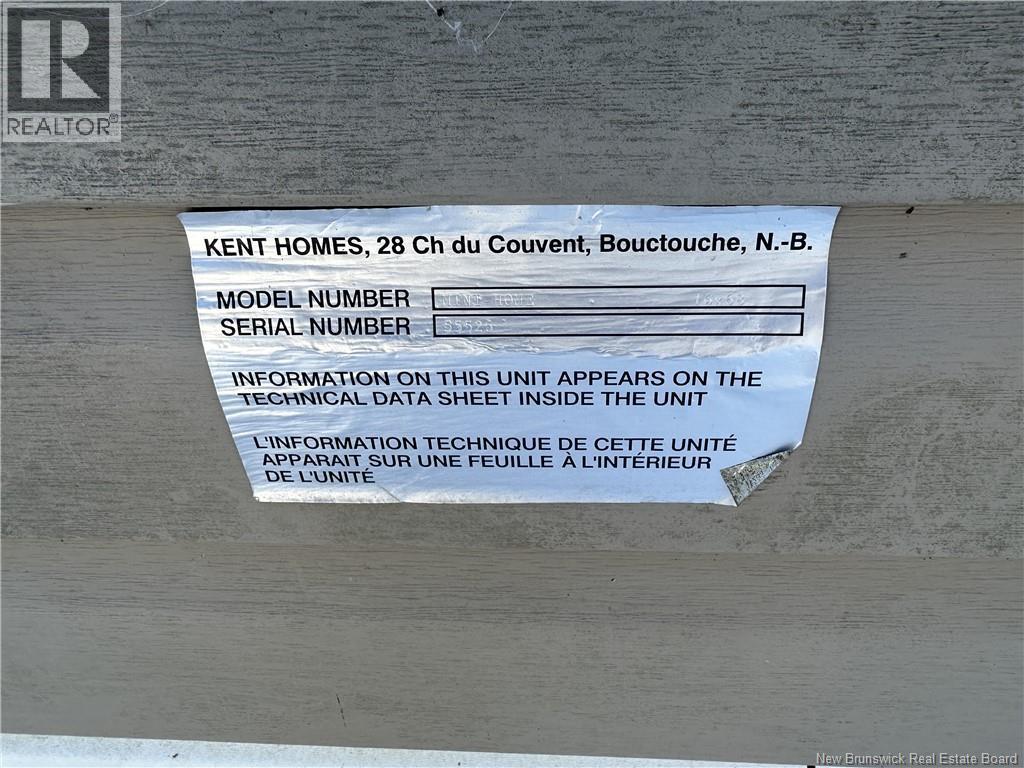 REALTOR®
KENT HOMES, 28 Ch du Couvent, Bouctouche, N.-B.
MODEL NUMBER
SERIAL NUMBER
INFORMATION ON THIS UNIT APPEARS ON THE
TECHNICAL DATA SHEET INSIDE THE UNIT
L'INFORMATION TECHNIQUE DE CETTE UNITÉ
APPARAIT SUR UNE FEUILLE À L'INTÉRIEUR
DE L'UNITÉ
New Brunswick Real Estate Board